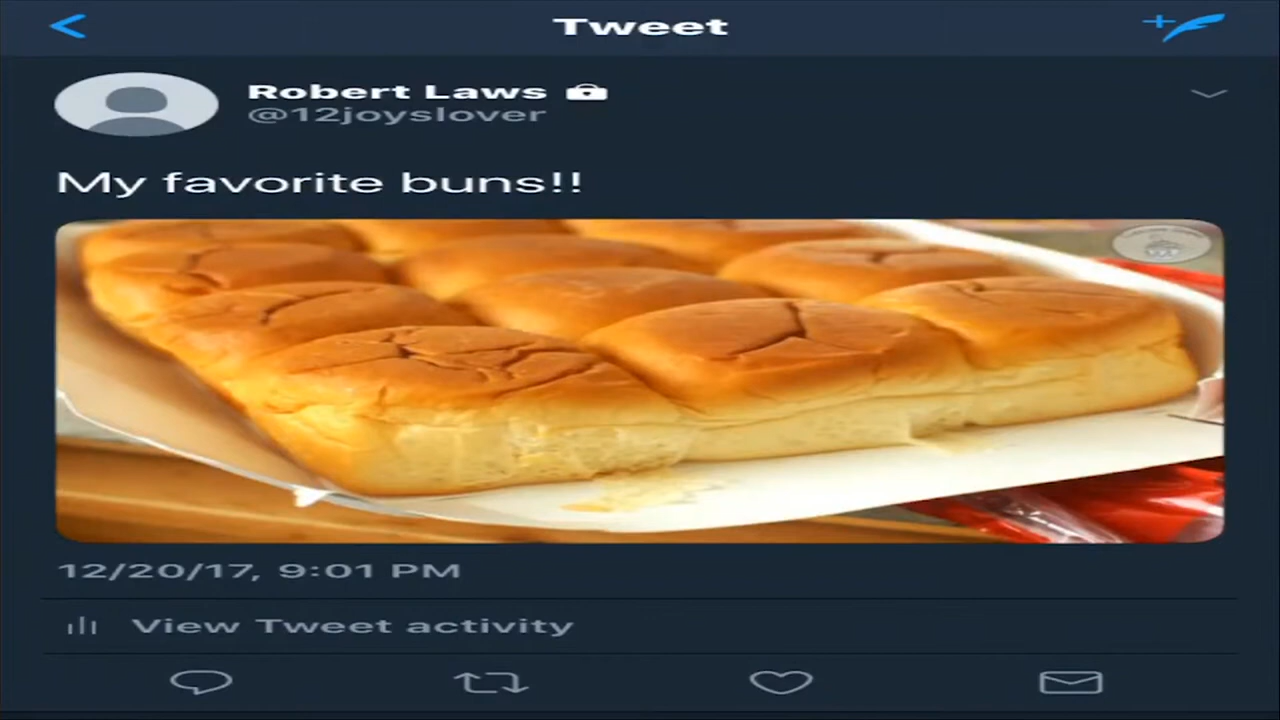 Tweet
Robert Laws
@12joyslover
My favorite buns!!
12/20/17, 9:01 PM
View Tweet activity